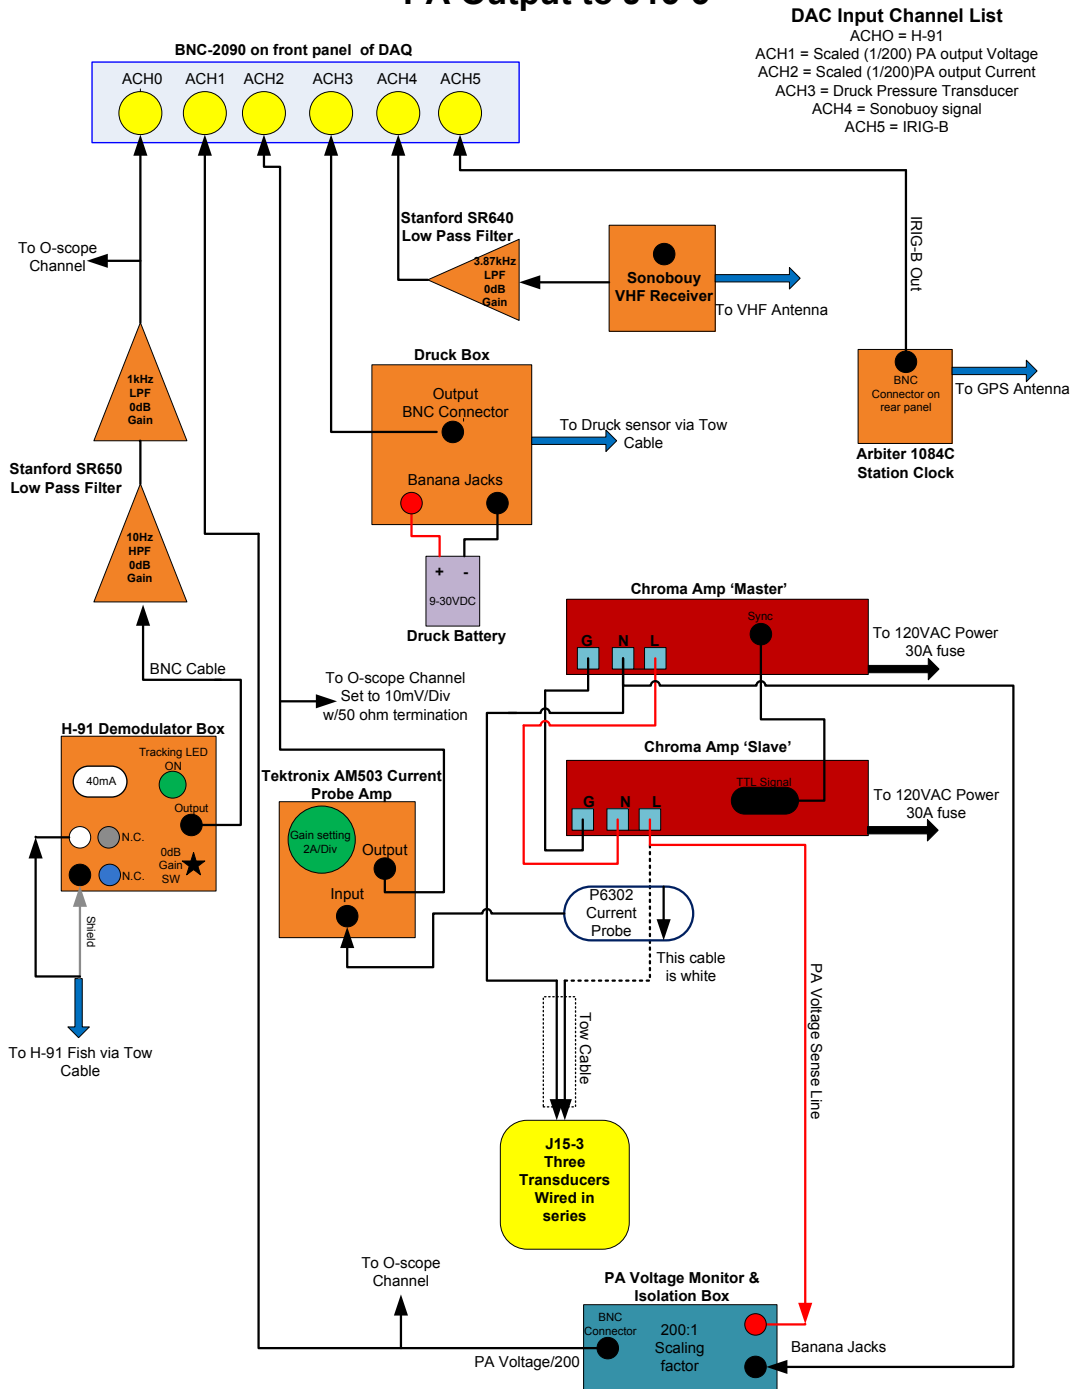 PA Output to J15-3
DAC Input Channel List
ACHO = H-91
ACH1 = Scaled (1/200) PA output Voltage
ACH2 = Scaled (1/200)PA output Current
ACH3 = Druck Pressure Transducer
ACH4 = Sonobuoy signal
ACH5 = IRIG-B
BNC-2090 on front panel of DAQ
ACH0 ACH1 ACH2 ACH3 ACH4 ACH5
To O-scope
Channel
Stanford SR640
Low Pass Filter
3.87kHz
LPF
0dB
Gain
Sonobouy
VHF Receiver
To VHF Antenna
IRIG-B Out
BNC
Connector on
rear panel
To GPS Antenna
Arbiter 1084C
Station Clock
1kHz
LPF
0dB
Gain
Stanford SR650
Low Pass Filter
10Hz
HPF
0dB
Gain
BNC Cable
Druck Box
Output
BNC Connector
To Druck sensor via Tow
Cable
Banana Jacks
+ -
9-30VDC
Druck Battery
To O-scope Channel
Set to 10mV/Div
w/50 ohm termination
Chroma Amp ‘Master’
Sync
G N L
To 120VAC Power
30A fuse
Chroma Amp ‘Slave’
TTL Signal
G N L
To 120VAC Power
30A fuse
H-91 Demodulator Box
Tracking LED
ON
40mA
Output
N.C.
0dB
Gain
SW
N.C.
Shield
To H-91 Fish via Tow
Cable
Tektronix AM503 Current
Probe Amp
Gain setting
2A/Div
Output
Input
P6302
Current
Probe
This cable
is white
Tow Cable
PA Voltage Sense Line
J15-3
Three
Transducers
Wired in
series
To O-scope
Channel
PA Voltage Monitor &
Isolation Box
BNC
Connector
200:1
Scaling
factor
PA Voltage/200
Banana Jacks